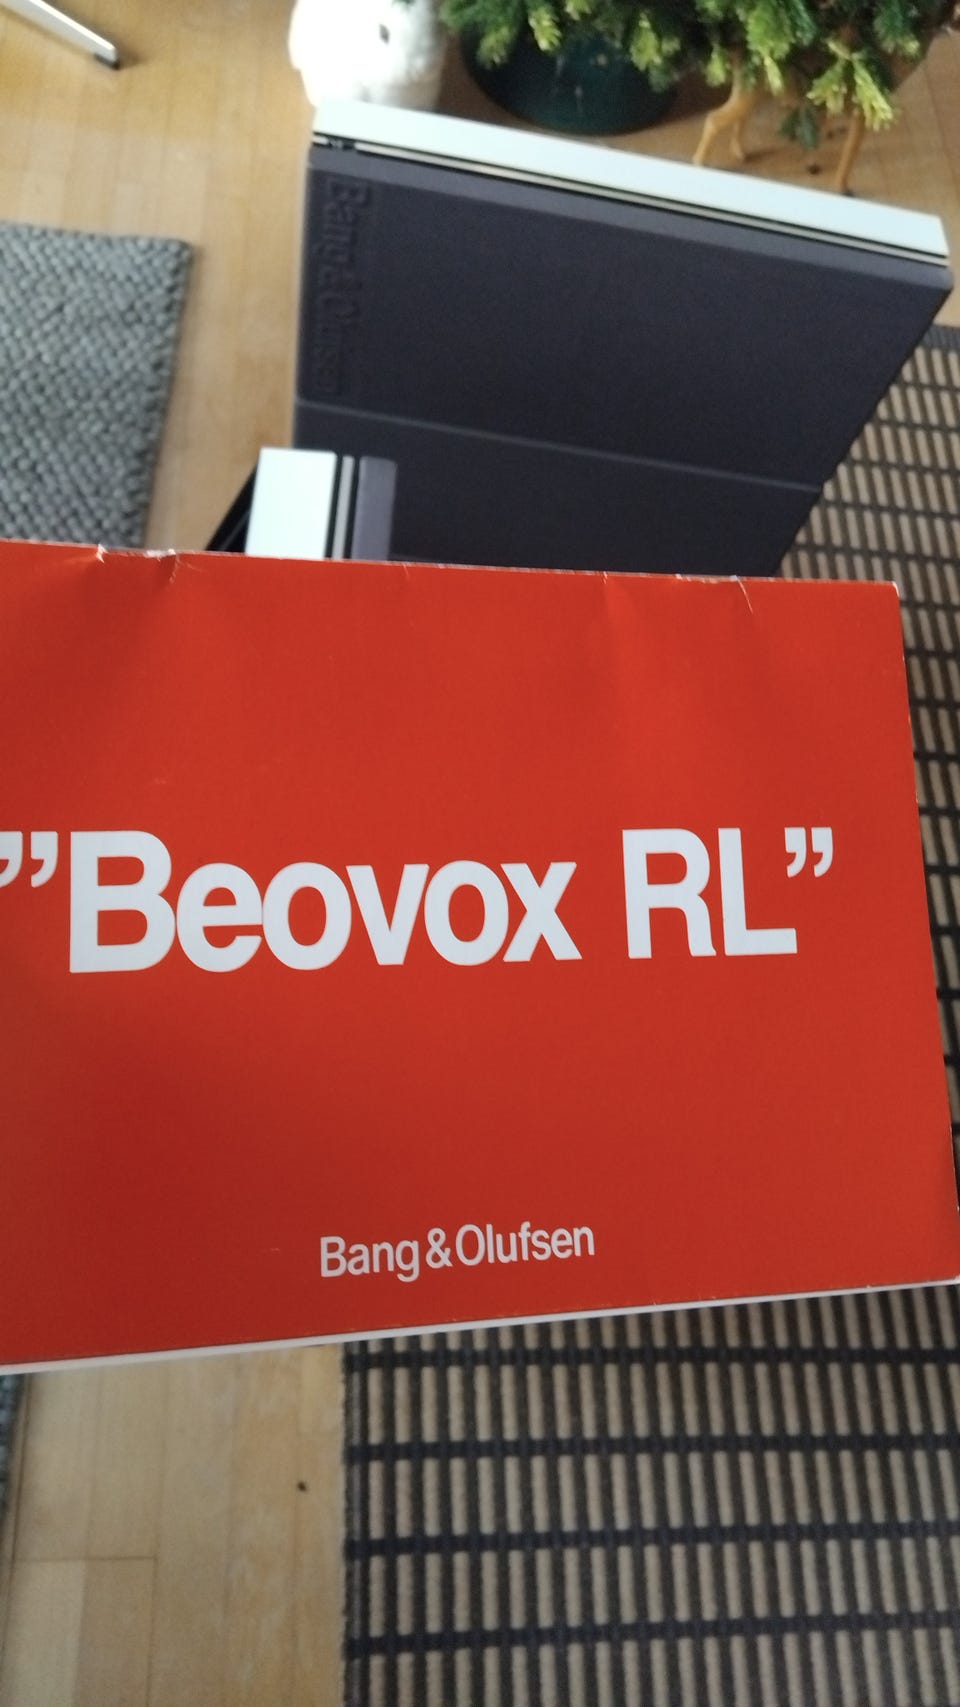 Bang & Olufsen
”Beovox RL”
Bang & Olufsen